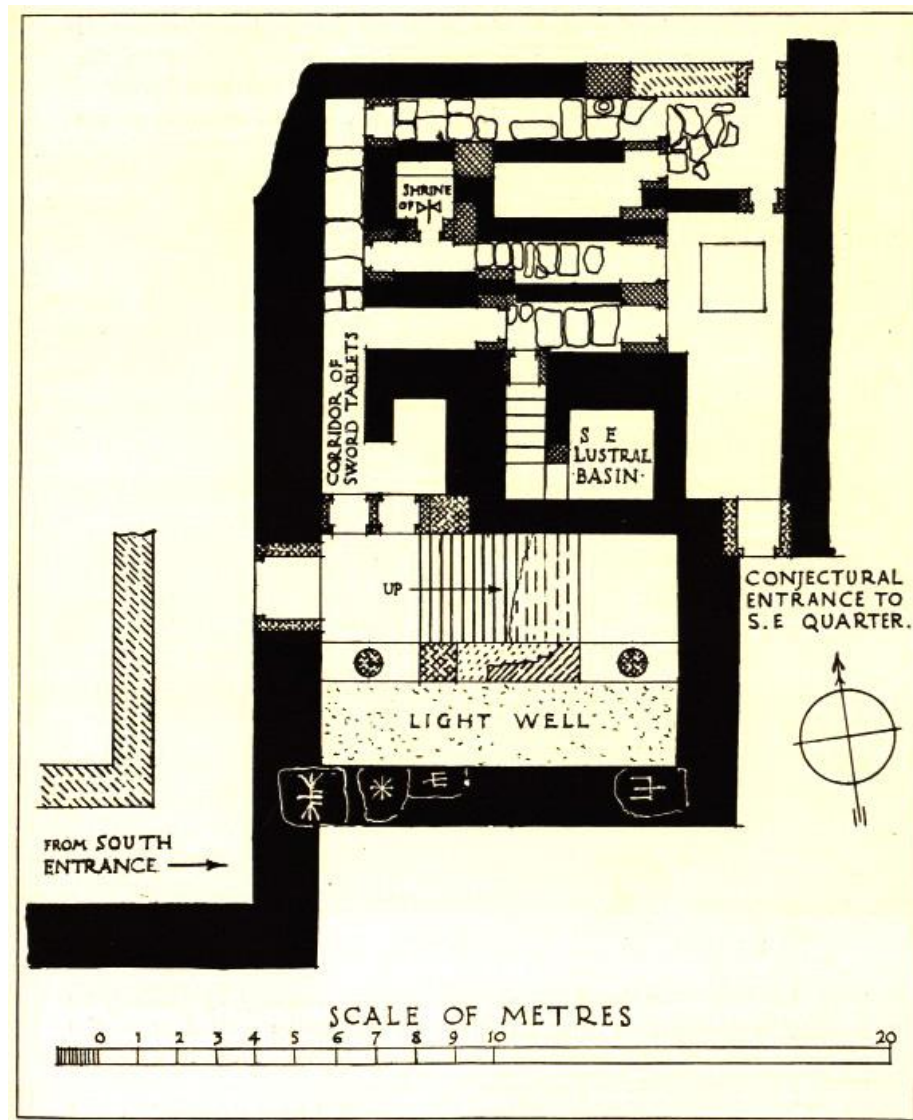 SHRINE
OF
CORRIDOR OF
SWORD TABLETS
S E
LUSTRAL
·BASIN·
UP
CONJECTURAL
ENTRANCE TO
S.E QUARTER.
LIGHT WELL
FROM SOUTH
ENTRANCE
SCALE OF METRES
0 1 2 3 4 5 6 7 8 9 10 20